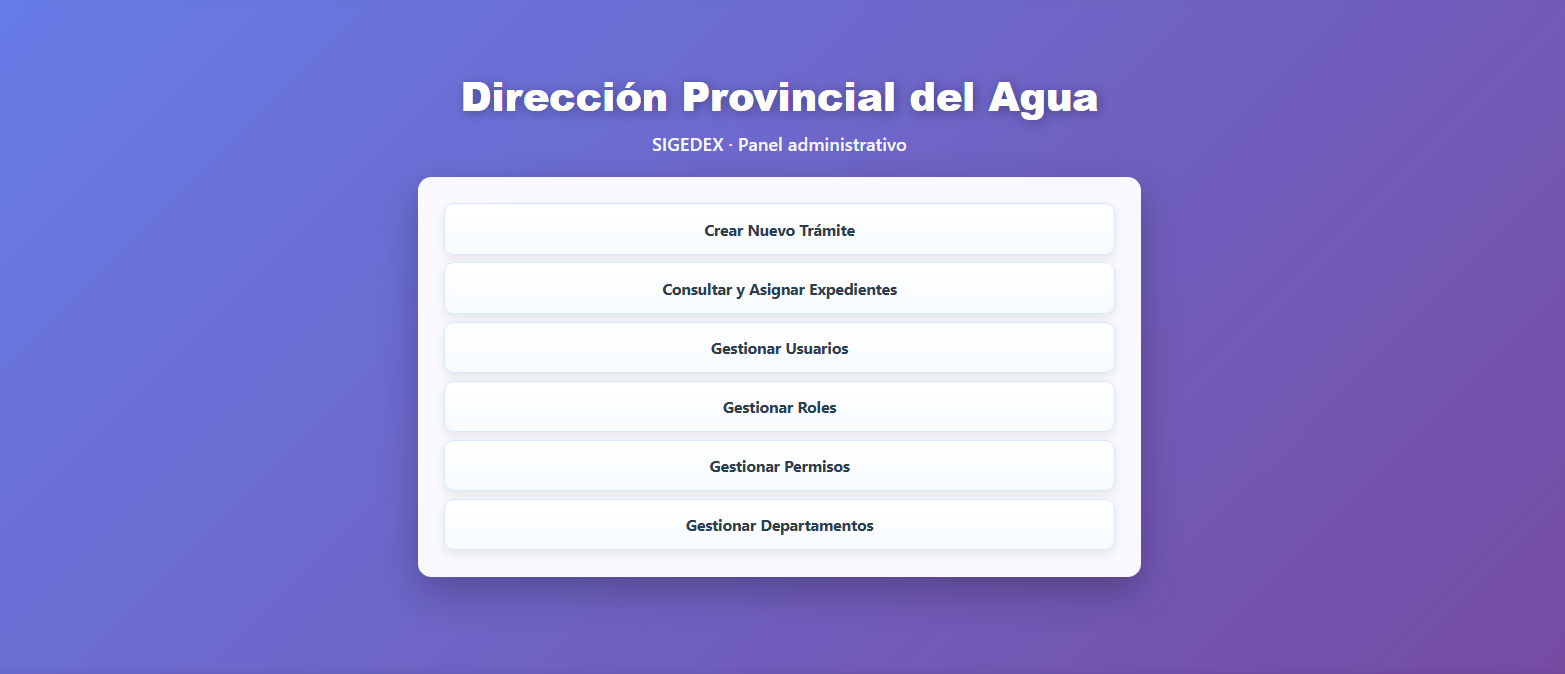 Dirección Provincial del Agua
SIGEDEX · Panel administrativo
Crear Nuevo Trámite
Consultar y Asignar Expedientes
Gestionar Usuarios
Gestionar Roles
Gestionar Permisos
Gestionar Departamentos